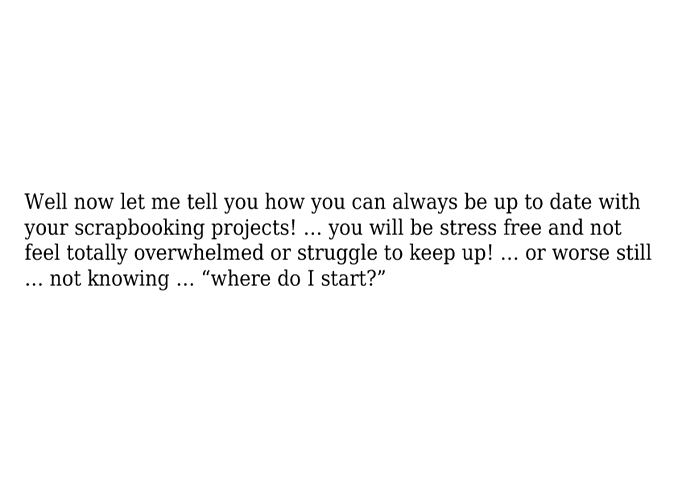 Well now let me tell you how you can always be up to date with
your scrapbooking projects! … you will be stress free and not
feel totally overwhelmed or struggle to keep up! … or worse still
… not knowing … “where do I start?”